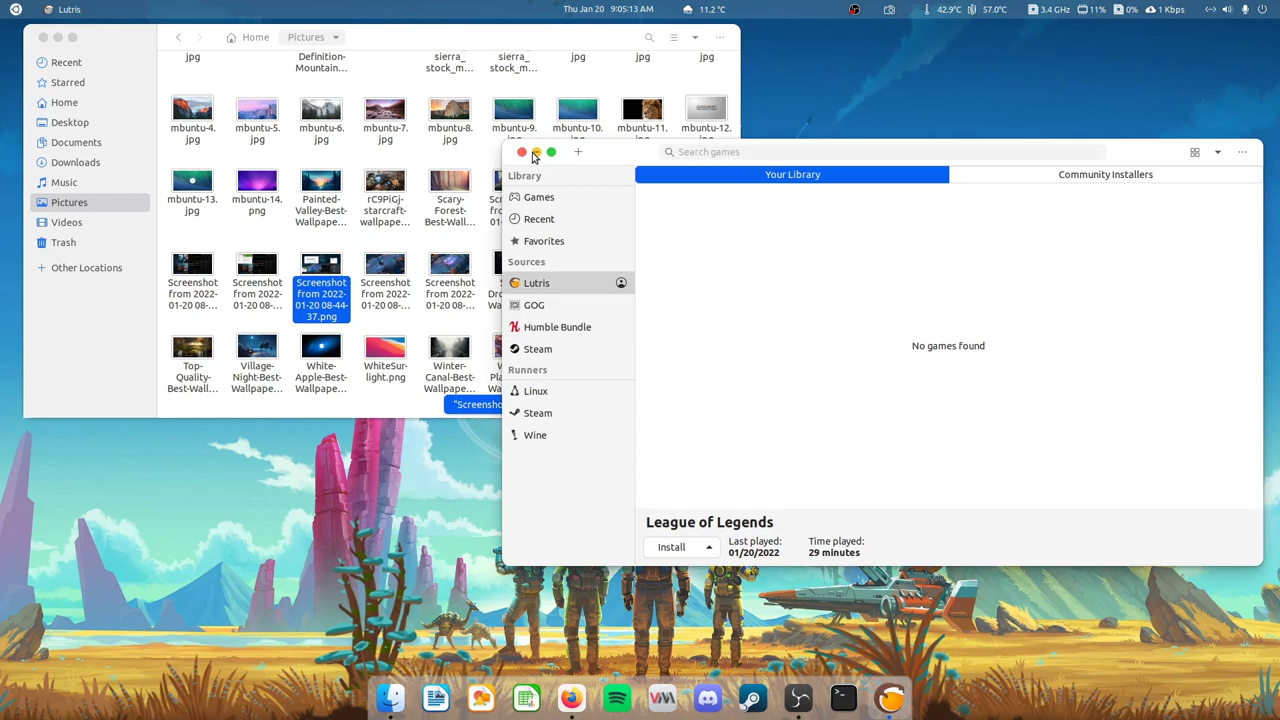 Lutris
Thu Jan 20 9:05:13 AM
11.2 °C
42.9°C
57.0°C
3.4 GHz
11%
0%
1 Kbps
Home
Pictures
Recent
Starred
Home
Desktop
Documents
Downloads
Music
Pictures
Videos
Trash
Other Locations
jpg
Definition-
Mountain...
sierra_
stock_m...
sierra_
stock_m...
jpg
jpg
jpg
mbuntu-4.
jpg
mbuntu-5.
jpg
mbuntu-6.
jpg
mbuntu-7.
jpg
mbuntu-8.
jpg
mbuntu-9.
jpg
mbuntu-10.
jpg
mbuntu-11.
jpg
mbuntu-12.
jpg
mbuntu-13.
jpg
mbuntu-14.
png
Painted-
Valley-Best-
Wallpape...
rC9PiGj-
starcraft-
wallpape...
Scary-
Forest-
Best-Wall...
Screenshot
from 2022-
01-20 08-...
Screenshot
from 2022-
01-20 08-...
Screenshot
from 2022-
01-20 08-44-
37.png
Screenshot
from 2022-
01-20 08-...
Screenshot
from 2022-
01-20 08-...
Top-
Quality-
Best-Wall...
Village-
Night-Best-
Wallpape...
White-
Apple-Best-
Wallpape...
WhiteSur-
light.png
Winter-
Canal-Best-
Wallpape...
"Screensho
Search games
Library
Games
Recent
Favorites
Sources
Lutris
GOG
Humble Bundle
Steam
Runners
Linux
Steam
Wine
Your Library
Community Installers
No games found
League of Legends
Install
Last played:
01/20/2022
Time played:
29 minutes